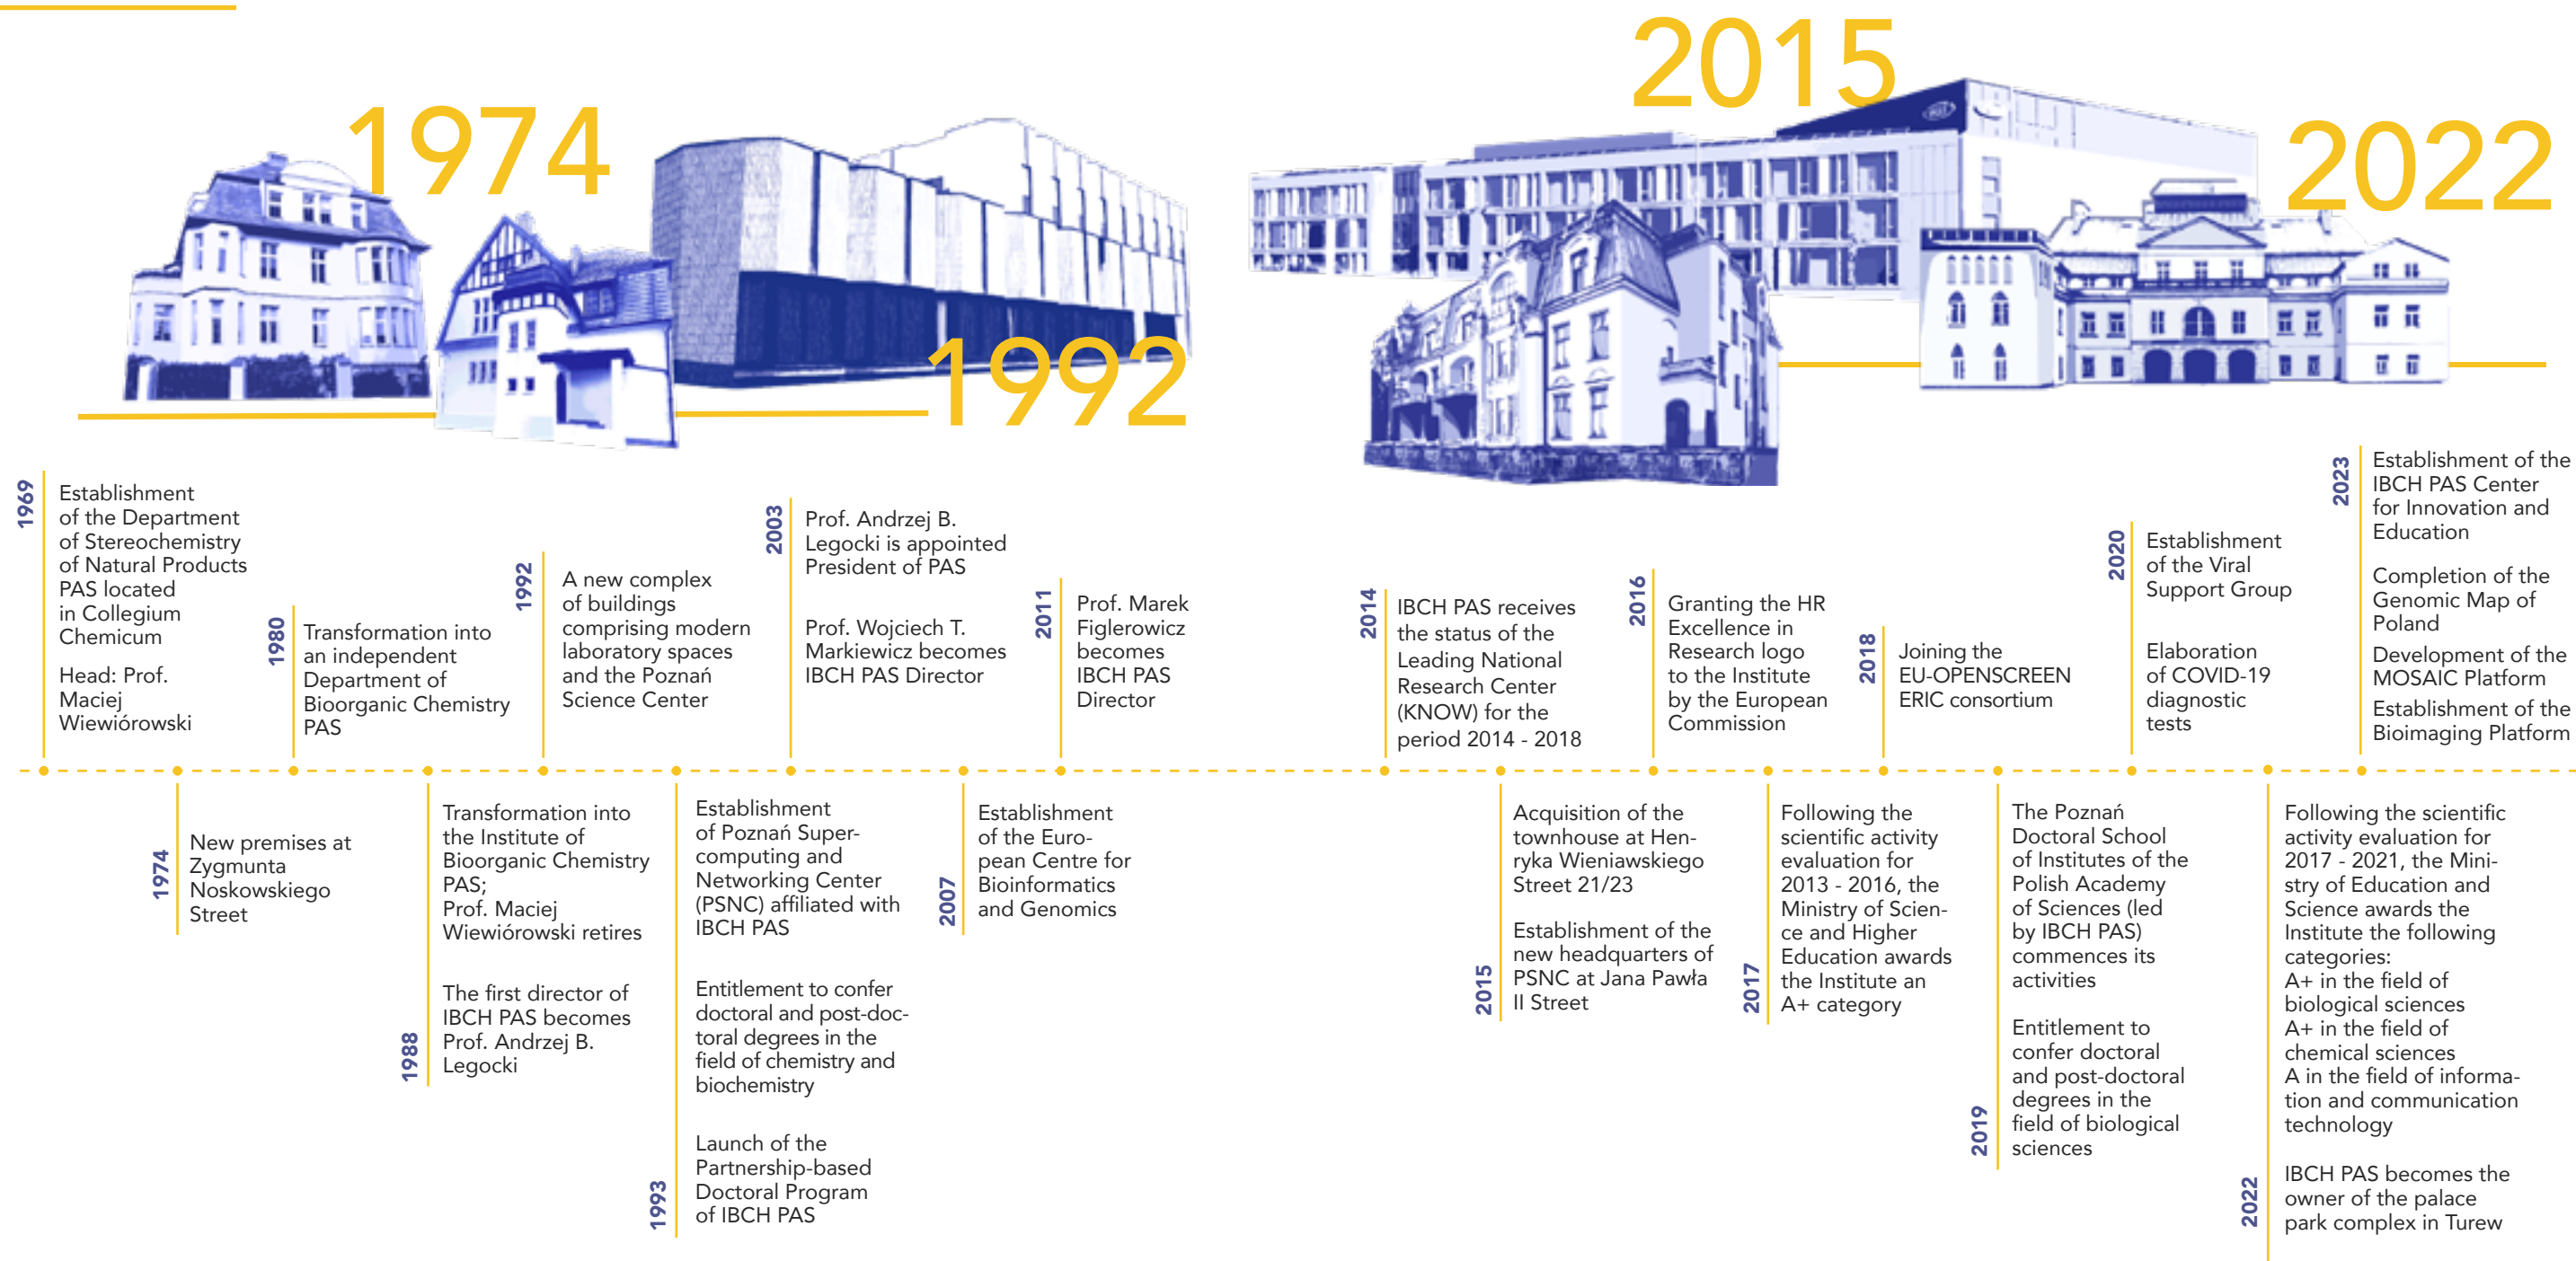 1974
1992
2015
2022
1969
Establishment
of the Department
of Stereochemistry
of Natural Products
PAS located
in Collegium
Chemicum
Head: Prof.
Maciej
Wiewiórowski
1974
New premises at
Zygmunta
Noskowskiego
Street
1980
Transformation into
an independent
Department of
Bioorganic Chemistry
PAS
1988
Transformation into
the Institute of
Bioorganic Chemistry
PAS;
Prof. Maciej
Wiewiórowski retires
The first director of
IBCH PAS becomes
Prof. Andrzej B.
Legocki
1992
A new complex
of buildings
comprising modern
laboratory spaces
and the Poznań
Science Center
1993
Establishment
of Poznań Super-
computing and
Networking Center
(PSNC) affiliated with
IBCH PAS
Entitlement to confer
doctoral and post-doc-
toral degrees in the
field of chemistry and
biochemistry
Launch of the
Partnership-based
Doctoral Program
of IBCH PAS
2003
Prof. Andrzej B.
Legocki is appointed
President of PAS
Prof. Wojciech T.
Markiewicz becomes
IBCH PAS Director
2007
Establishment
of the Euro-
pean Centre for
Bioinformatics
and Genomics
2011
Prof. Marek
Figlerowicz
becomes
IBCH PAS
Director
2014
IBCH PAS receives
the status of the
Leading National
Research Center
(KNOW) for the
period 2014 - 2018
2015
Acquisition of the
townhouse at Hen-
ryka Wieniawskiego
Street 21/23
Establishment of the
new headquarters of
PSNC at Jana Pawła
II Street
2016
Granting the HR
Excellence in
Research logo
to the Institute
by the European
Commission
2017
Following the
scientific activity
evaluation for
2013 - 2016, the
Ministry of Scien-
ce and Higher
Education awards
the Institute an
A+ category
2018
Joining the
EU-OPENSCREEN
ERIC consortium
2019
The Poznań
Doctoral School
of Institutes of the
Polish Academy
of Sciences (led
by IBCH PAS)
commences its
activities
Entitlement to
confer doctoral
and post-doctoral
degrees in the
field of biological
sciences
2020
Establishment
of the Viral
Support Group
Elaboration
of COVID-19
diagnostic
tests
2022
Following the scientific
activity evaluation for
2017 - 2021, the Mini-
stry of Education and
Science awards the
Institute the following
categories:
A+ in the field of
biological sciences
A+ in the field of
chemical sciences
A in the field of informa-
tion and communication
technology
IBCH PAS becomes the
owner of the palace
park complex in Turew
2023
Establishment of the
IBCH PAS Center
for Innovation and
Education
Completion of the
Genomic Map of
Poland
Development of the
MOSAIC Platform
Establishment of the
Bioimaging Platform